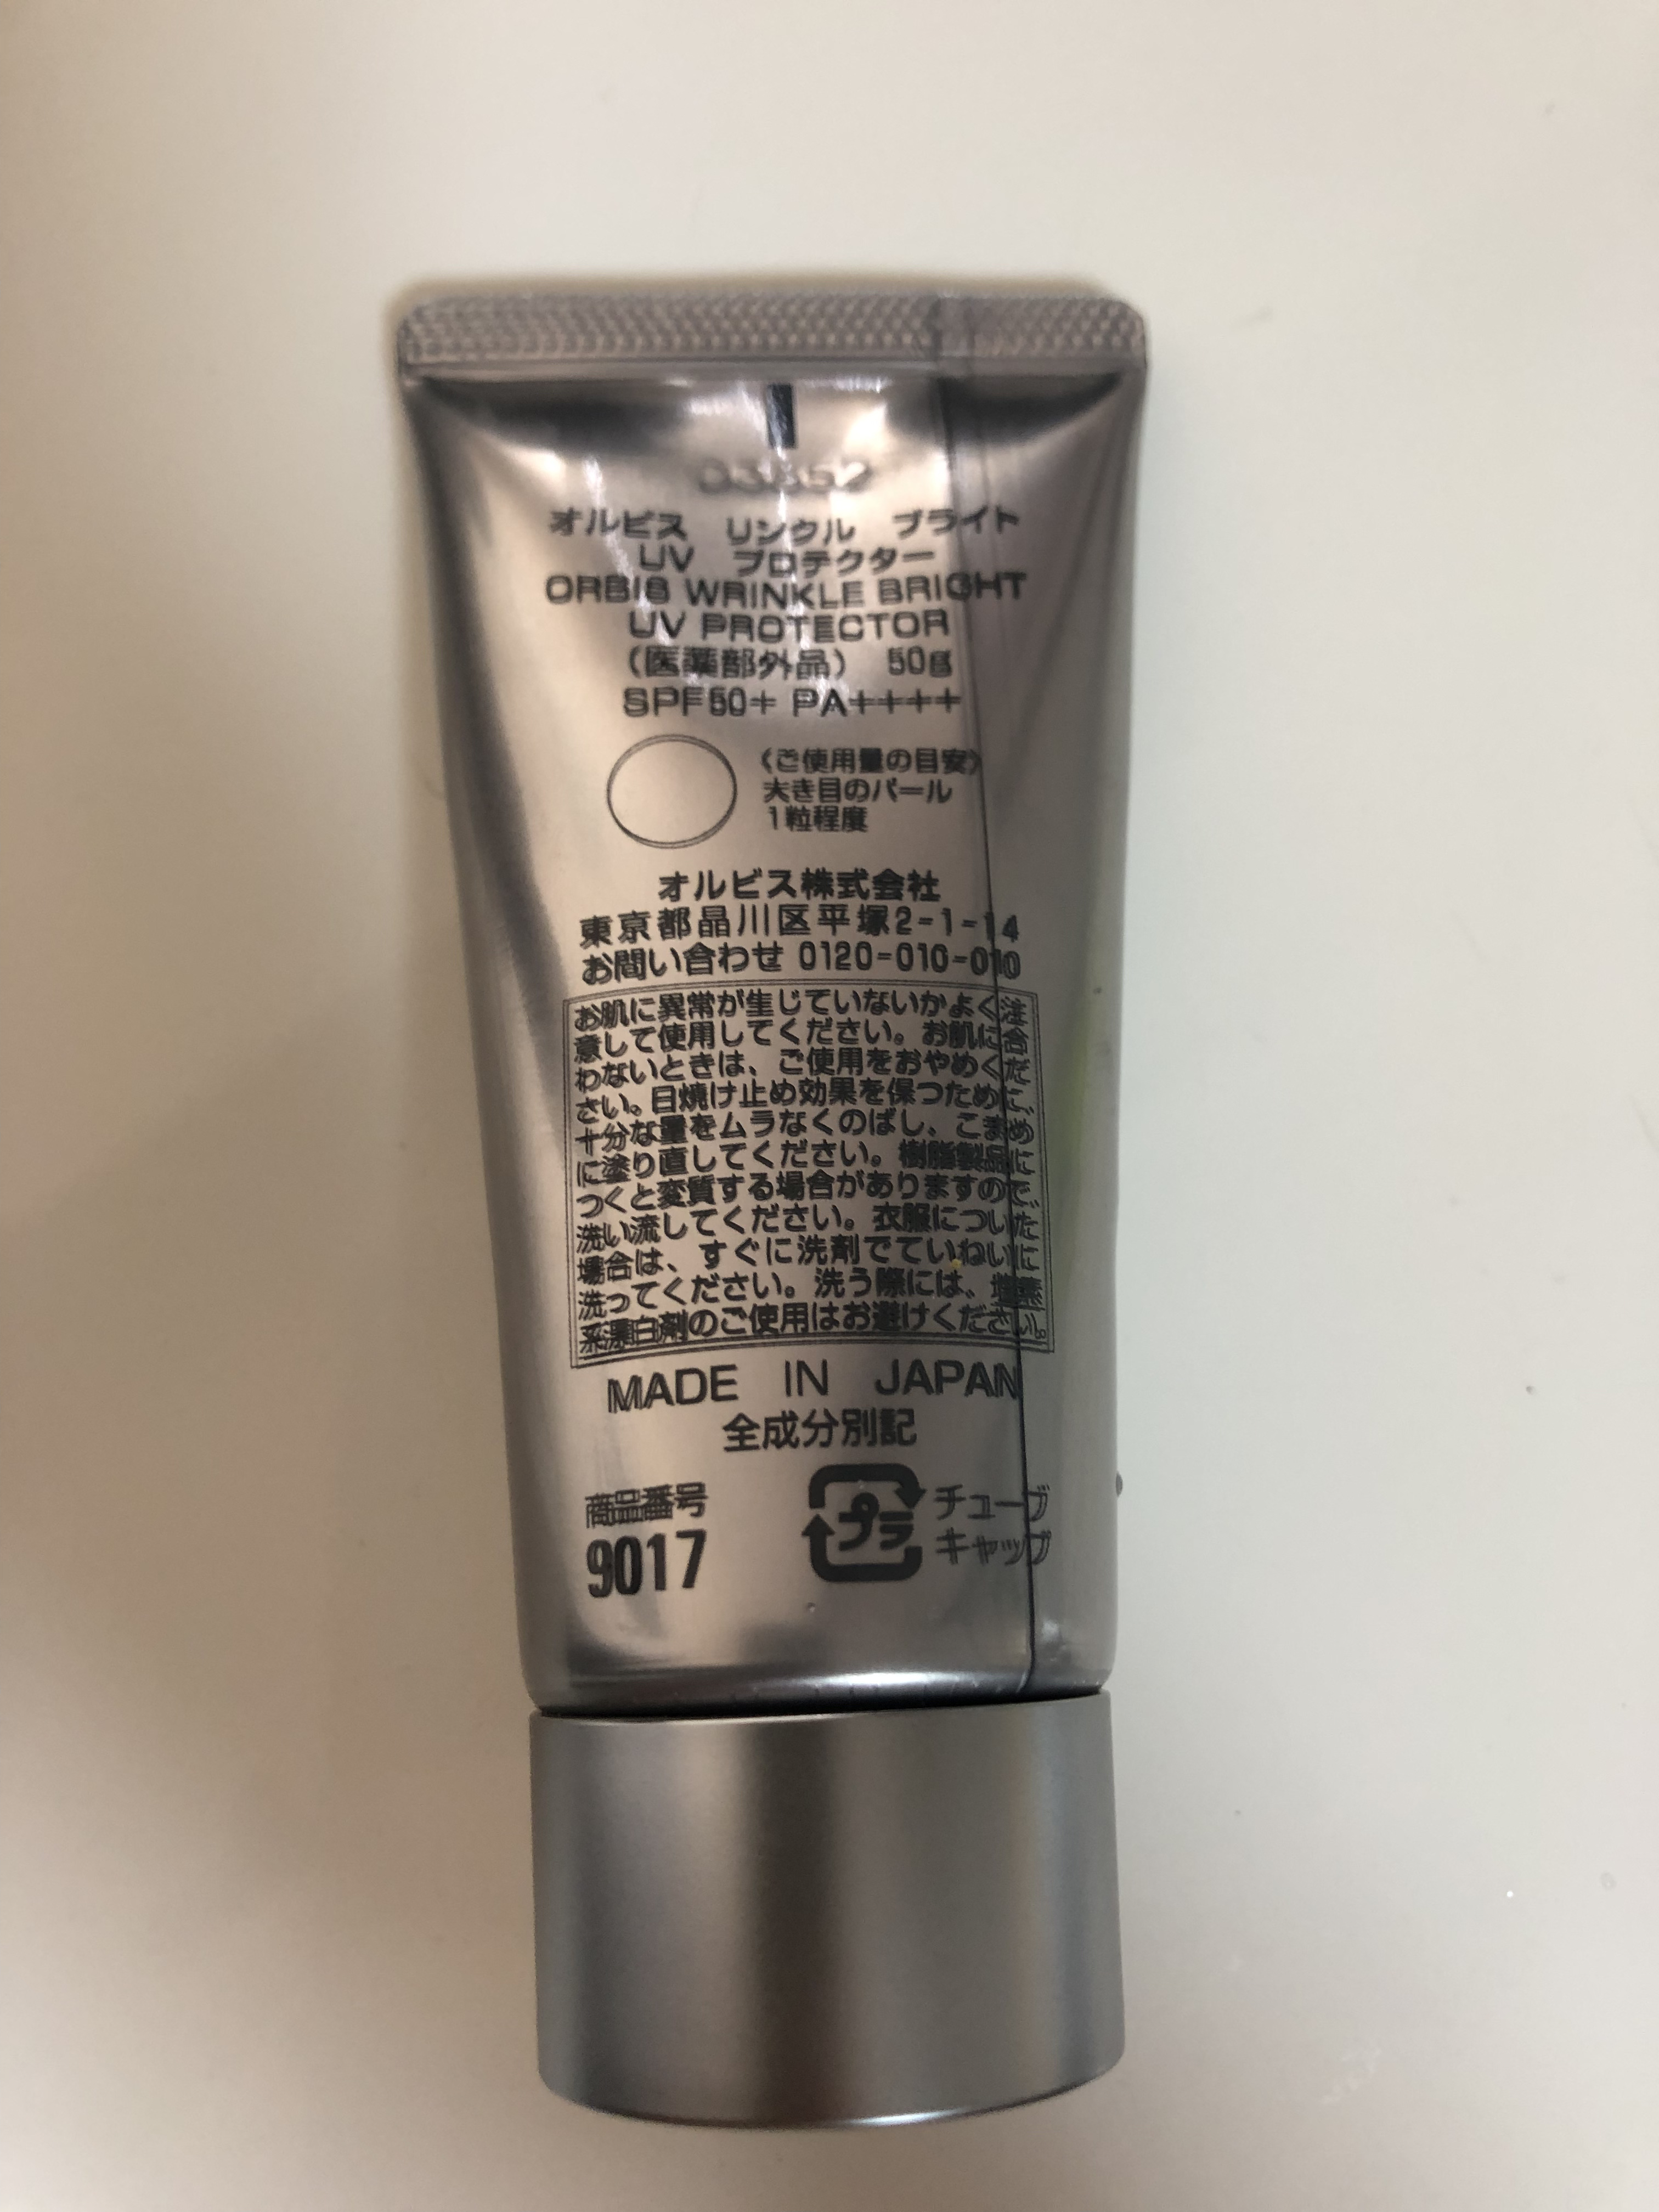 オルビス リンクル ブライト
UV プロテクター
ORBIS WRINKLE BRIGHT
UV PROTECTOR
(医薬部外品) 50g
SPF50+ PA++++
〈ご使用量の目安〉
大き目のパール
1粒程度
オルビス株式会社
東京都品川区平塚2-1-14
お問い合わせ 0120-010-010
お肌に異常が生じていないかよく注
意して使用してください。お肌に合
わないときは、ご使用をおやめくだ
さい。日焼け止め効果を保つために、
十分な量をムラなくのばし、こまめ
に塗り直してください。樹脂製品に
つくと変質する場合がありますので、
洗い流してください。衣服についた
場合は、すぐに洗剤でていねいに
洗ってください。洗う際には、塩素
系漂白剤のご使用はお避けください。
MADE IN JAPAN
全成分別記
商品番号
9017
プラ
チューブ
キャップ